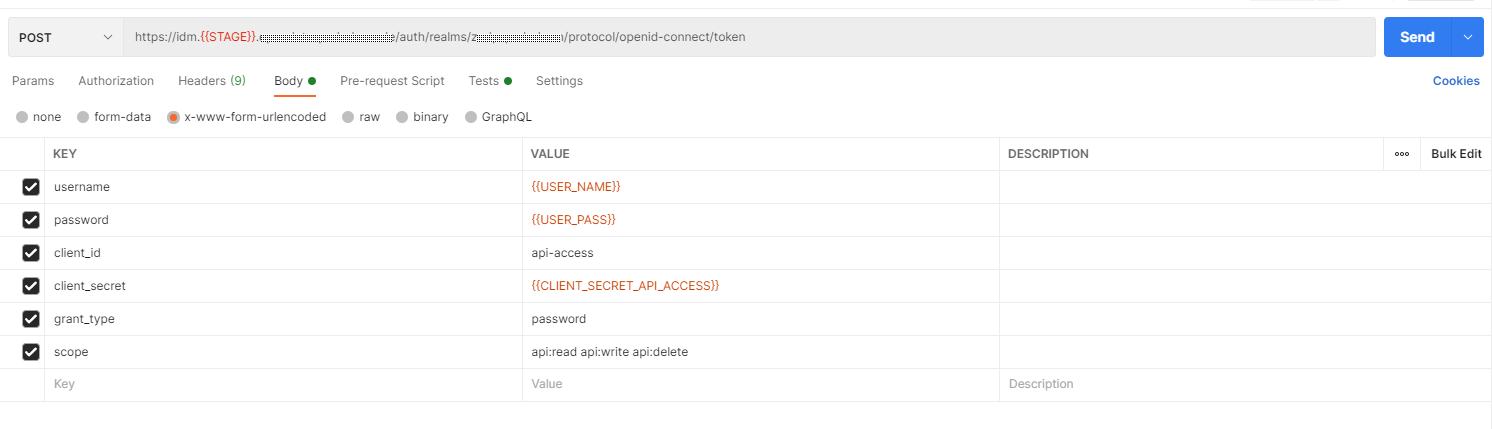 POST https://idm.{{STAGE}}. /auth/realms/ /protocol/openid-connect/token Send
Params Authorization Headers (9) Body Pre-request Script Tests Settings Cookies
none form-data x-www-form-urlencoded raw binary GraphQL
KEY VALUE DESCRIPTION ooo Bulk Edit
username {{USER_NAME}}
password {{USER_PASS}}
client_id api-access
client_secret {{CLIENT_SECRET_API_ACCESS}}
grant_type password
scope api:read api:write api:delete
Key Value Description